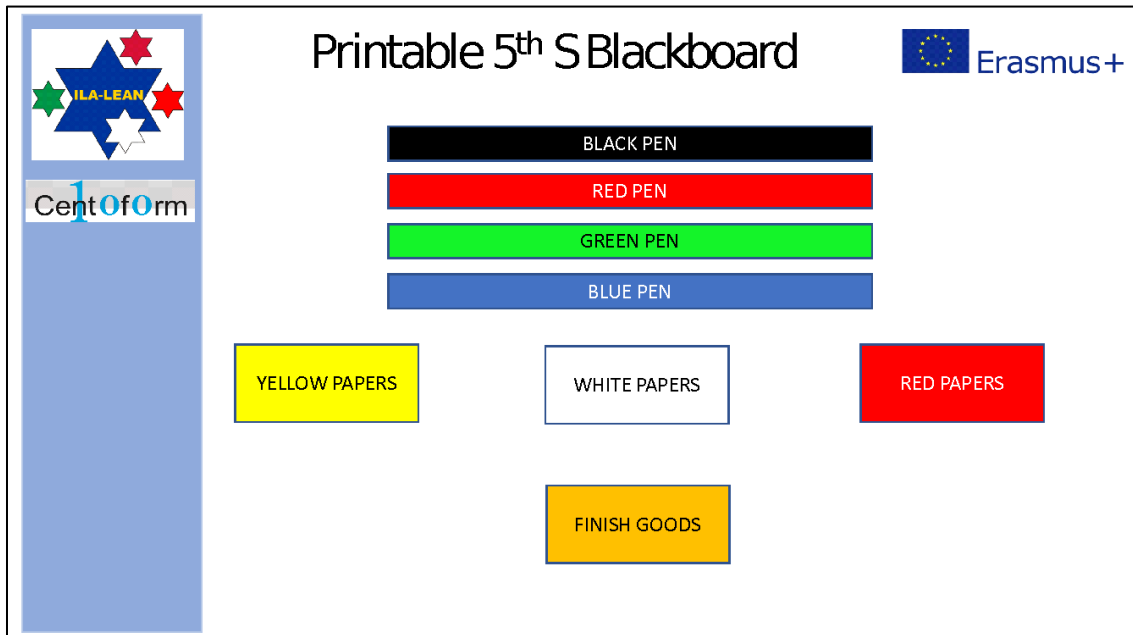 Printable 5th S Blackboard
ILA-LEAN
Erasmus+
Cent1oform
BLACK PEN
RED PEN
GREEN PEN
BLUE PEN
YELLOW PAPERS
WHITE PAPERS
RED PAPERS
FINISH GOODS